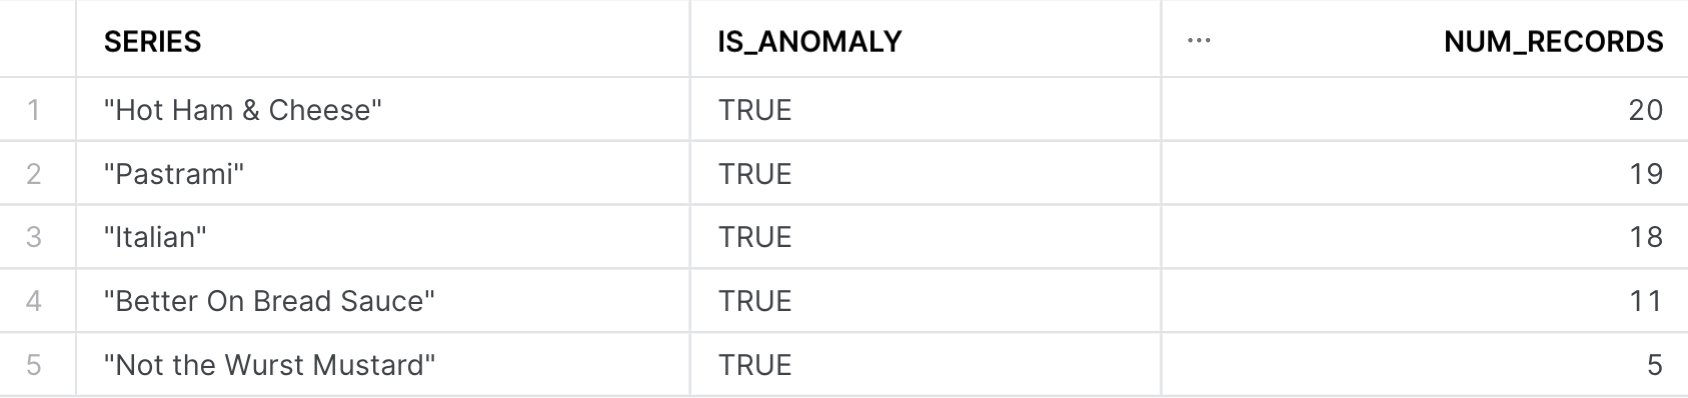 SERIES IS_ANOMALY ... NUM_RECORDS
1 "Hot Ham & Cheese" TRUE 20
2 "Pastrami" TRUE 19
3 "Italian" TRUE 18
4 "Better On Bread Sauce" TRUE 11
5 "Not the Wurst Mustard" TRUE 5